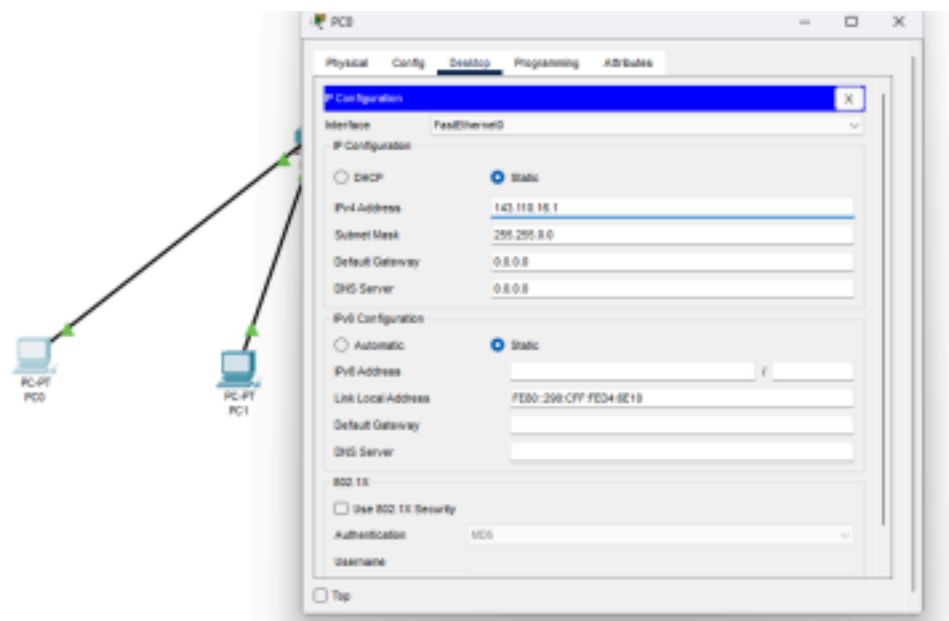 PC0
Physical Config Desktop Programming Attributes
IP Configuration X
Interface FastEthernet0
IP Configuration
DHCP Static
IPv4 Address 143.110.16.1
Subnet Mask 255.255.0.0
Default Gateway 0.0.0.0
DNS Server 0.0.0.0
IPv6 Configuration
Automatic Static
IPv6 Address /
Link Local Address
Default Gateway
DNS Server
802.1X
Use 802.1X Security
Authentication MD5
Username
Top
PC-PT
PC0
PC-PT
PC1